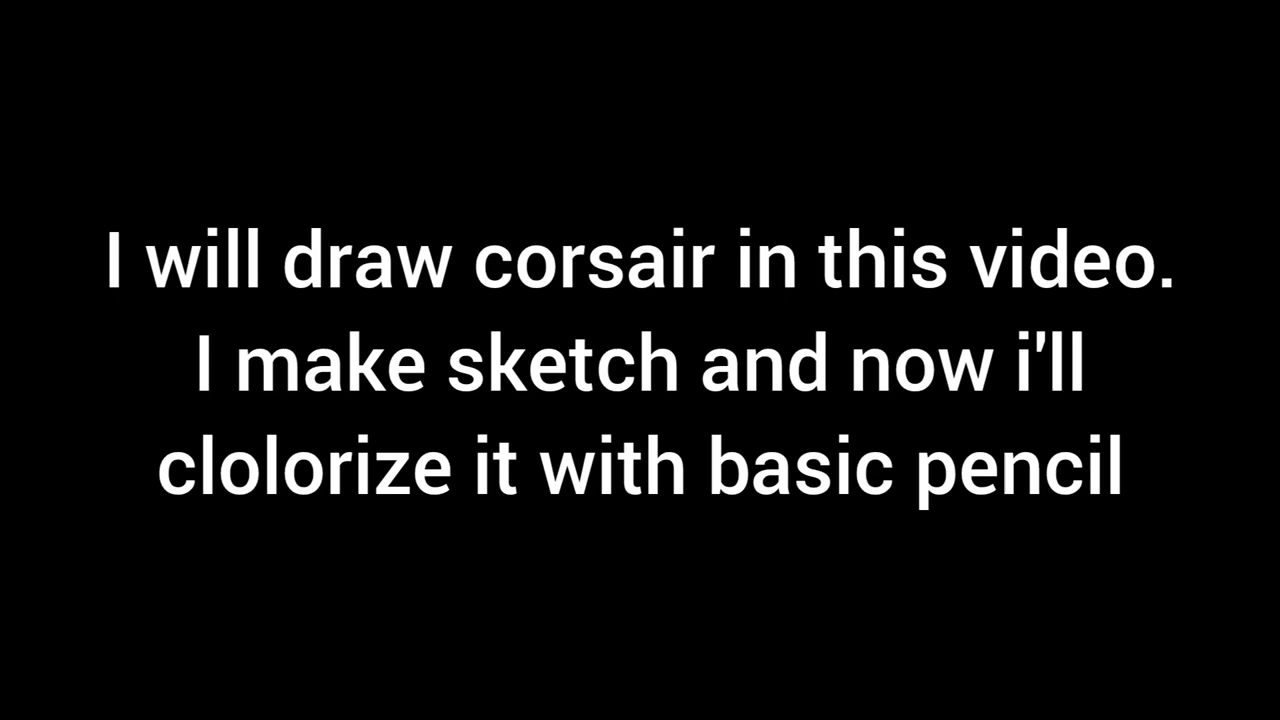 I will draw corsair in this video.
I make sketch and now i'll
clolorize it with basic pencil